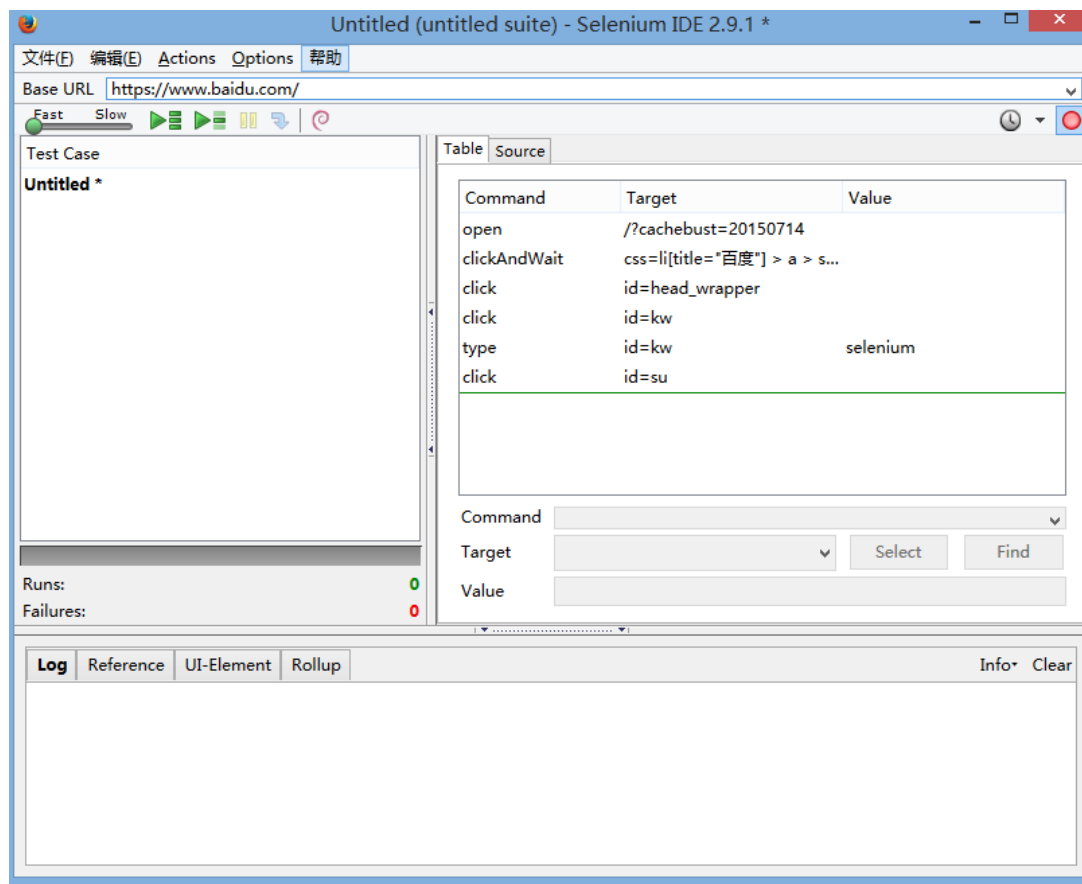 Untitled (untitled suite) - Selenium IDE 2.9.1 *
文件(F) 编辑(E) Actions Options 帮助
Base URL https://www.baidu.com/
Fast Slow
Test Case
Untitled *
Runs: 0
Failures: 0
Table Source
Command Target Value
open /?cachebust=20150714
clickAndWait css=li[title="百度"] > a > s...
click id=head_wrapper
click id=kw
type id=kw selenium
click id=su
Command
Target Select Find
Value
Log Reference UI-Element Rollup Info Clear